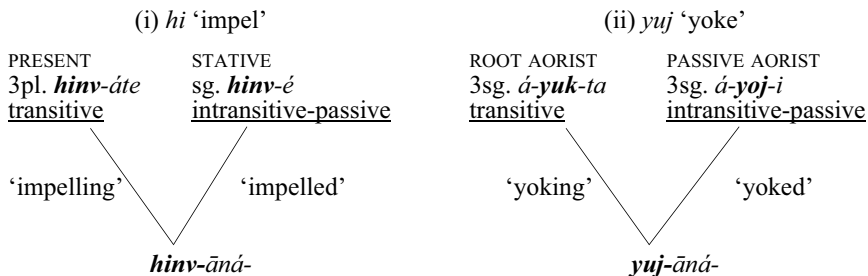 (i) hi ‘impel’ (ii) yuj ‘yoke’
PRESENT STATIVE ROOT AORIST PASSIVE AORIST
3pl. hinv-áte sg. hinv-é 3sg. á-yuk-ta 3sg. á-yoj-i
transitive intransitive-passive transitive intransitive-passive
‘impelling’ ‘impelled’ ‘yoking’ ‘yoked’
hinv-āná- yuj-āná-